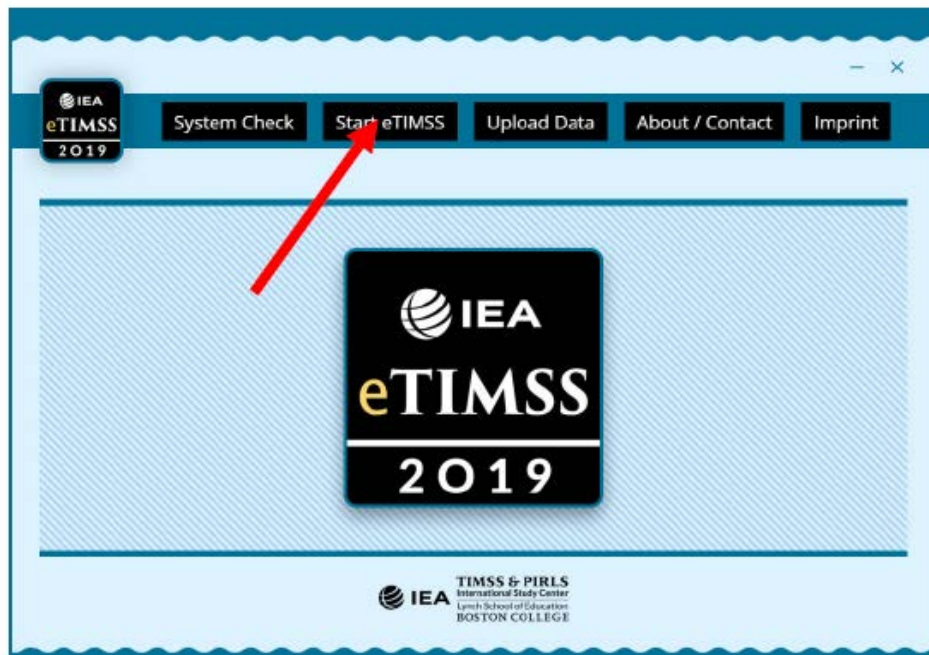 IEA
eTIMSS
2019
System Check
Start eTIMSS
Upload Data
About / Contact
Imprint
IEA
eTIMSS
2019
IEA
TIMSS & PIRLS
International Study Center
Lynch School of Education
BOSTON COLLEGE